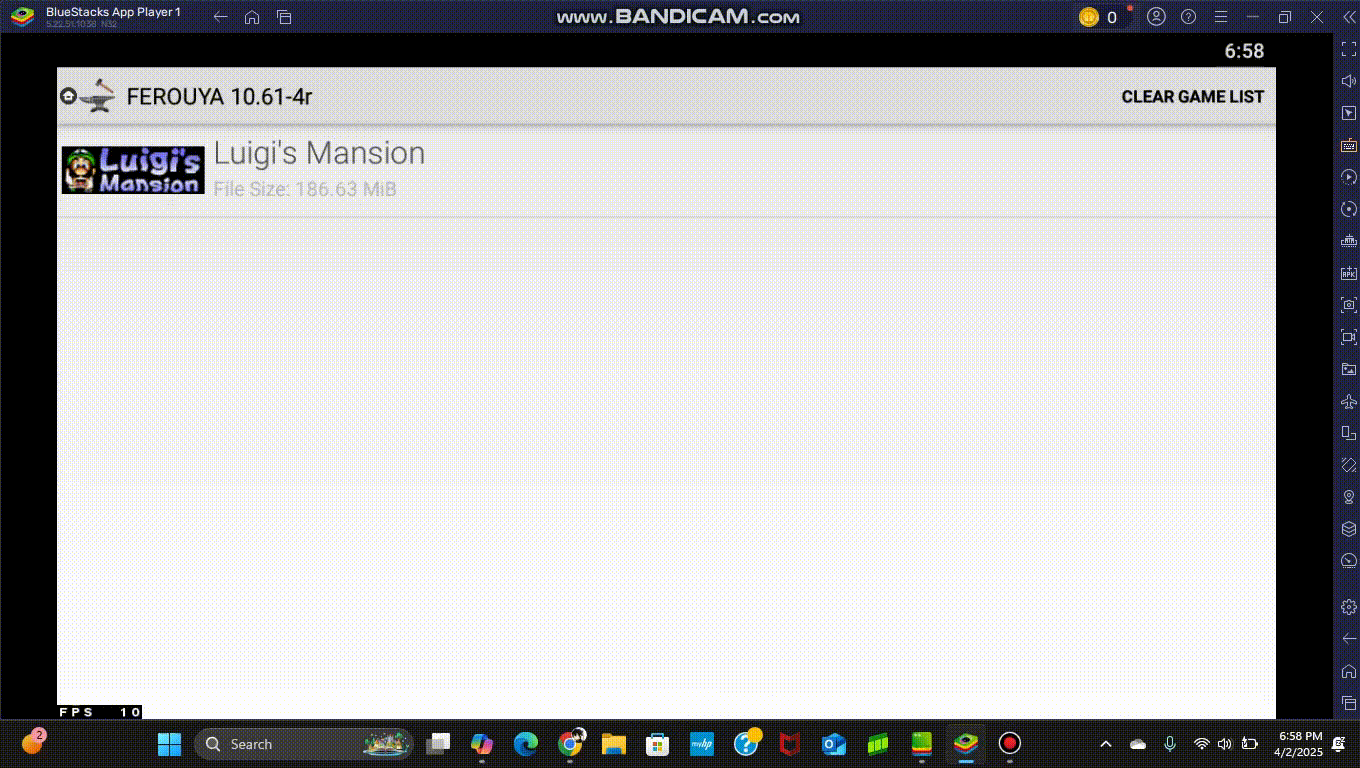 BlueStacks App Player 1
5.22.51.1038 N32
www.BANDICAM.com
0
6:58
FEROUYA 10.61-4r
CLEAR GAME LIST
Luigi's Mansion
Luigi's Mansion
File Size: 186.63 MiB
APK
FPS 10
2
Search
myhp
6:58 PM
4/2/2025